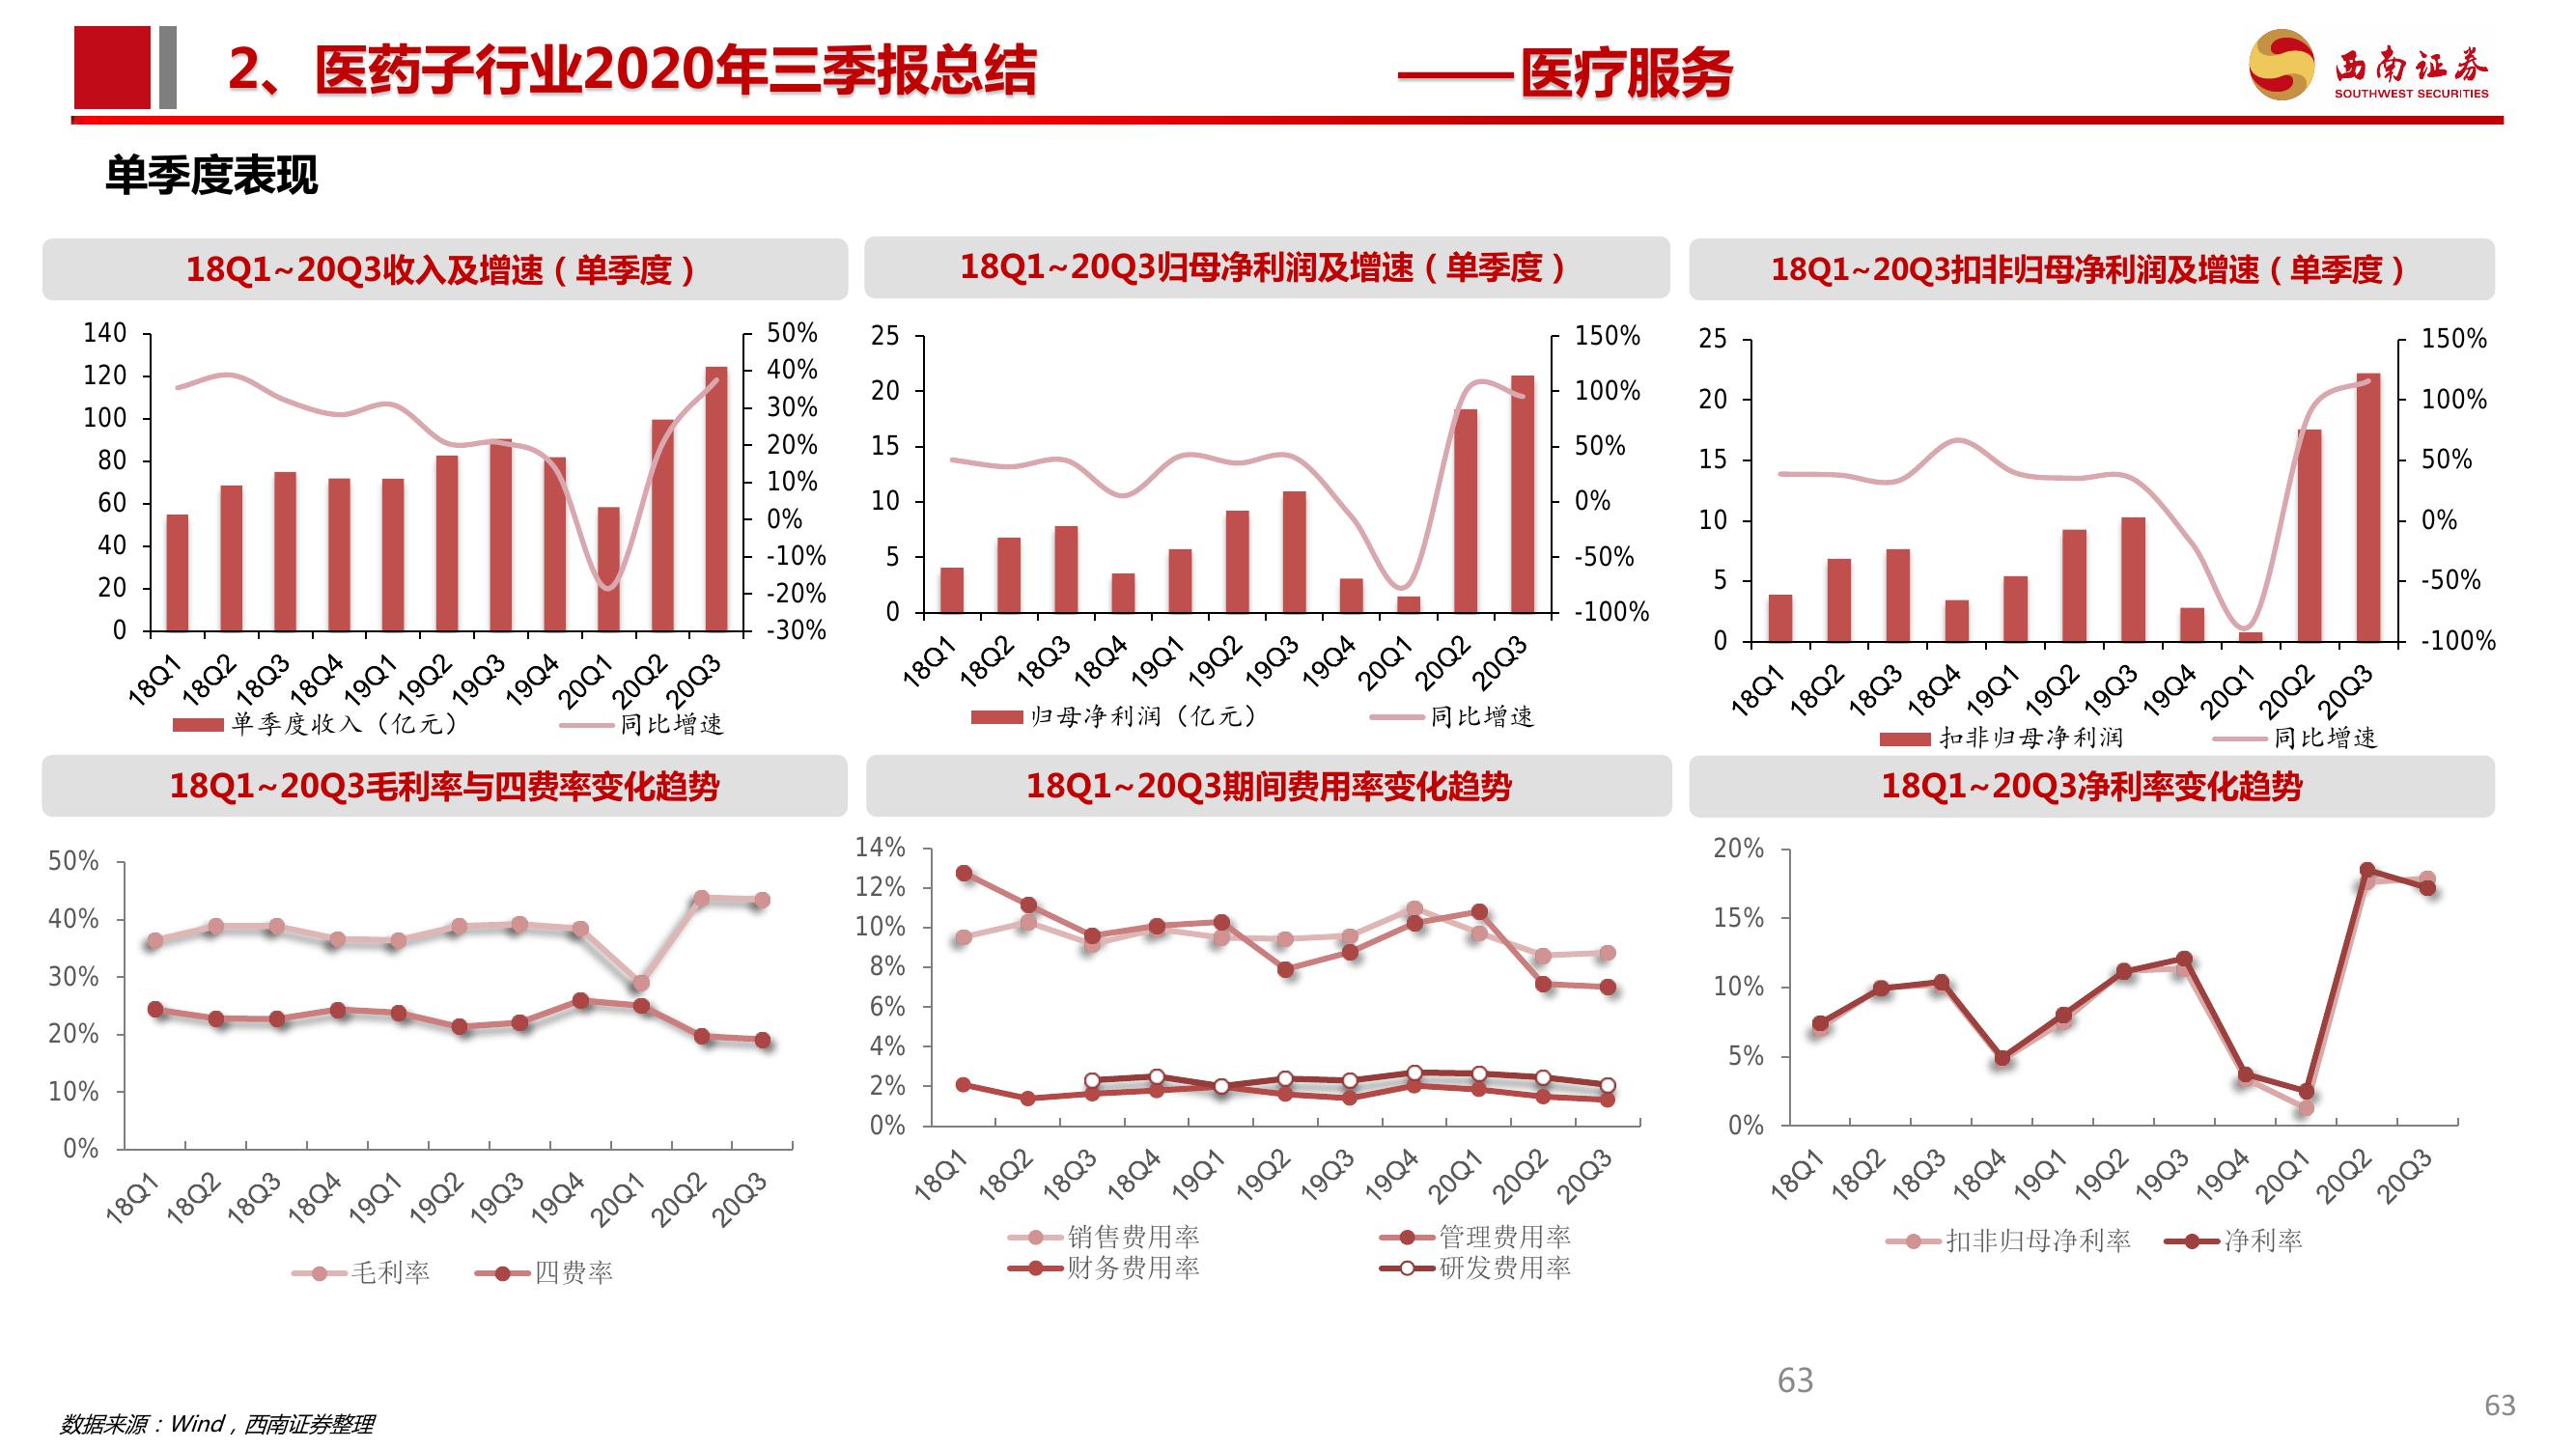 2、医药子行业2020年三季报总结 ——医疗服务
西南证券
SOUTHWEST SECURITIES
单季度表现
18Q1~20Q3收入及增速（单季度）
140
120
100
80
60
40
20
0
50%
40%
30%
20%
10%
0%
-10%
-20%
-30%
18Q1 18Q2 18Q3 18Q4 19Q1 19Q2 19Q3 19Q4 20Q1 20Q2 20Q3
单季度收入（亿元） 同比增速
18Q1~20Q3归母净利润及增速（单季度）
25
20
15
10
5
0
150%
100%
50%
0%
-50%
-100%
18Q1 18Q2 18Q3 18Q4 19Q1 19Q2 19Q3 19Q4 20Q1 20Q2 20Q3
归母净利润（亿元） 同比增速
18Q1~20Q3扣非归母净利润及增速（单季度）
25
20
15
10
5
0
150%
100%
50%
0%
-50%
-100%
18Q1 18Q2 18Q3 18Q4 19Q1 19Q2 19Q3 19Q4 20Q1 20Q2 20Q3
扣非归母净利润 同比增速
18Q1~20Q3毛利率与四费率变化趋势
50%
40%
30%
20%
10%
0%
18Q1 18Q2 18Q3 18Q4 19Q1 19Q2 19Q3 19Q4 20Q1 20Q2 20Q3
毛利率 四费率
18Q1~20Q3期间费用率变化趋势
14%
12%
10%
8%
6%
4%
2%
0%
18Q1 18Q2 18Q3 18Q4 19Q1 19Q2 19Q3 19Q4 20Q1 20Q2 20Q3
销售费用率 管理费用率
财务费用率 研发费用率
18Q1~20Q3净利率变化趋势
20%
15%
10%
5%
0%
18Q1 18Q2 18Q3 18Q4 19Q1 19Q2 19Q3 19Q4 20Q1 20Q2 20Q3
扣非归母净利率 净利率
63
63
数据来源：Wind，西南证券整理